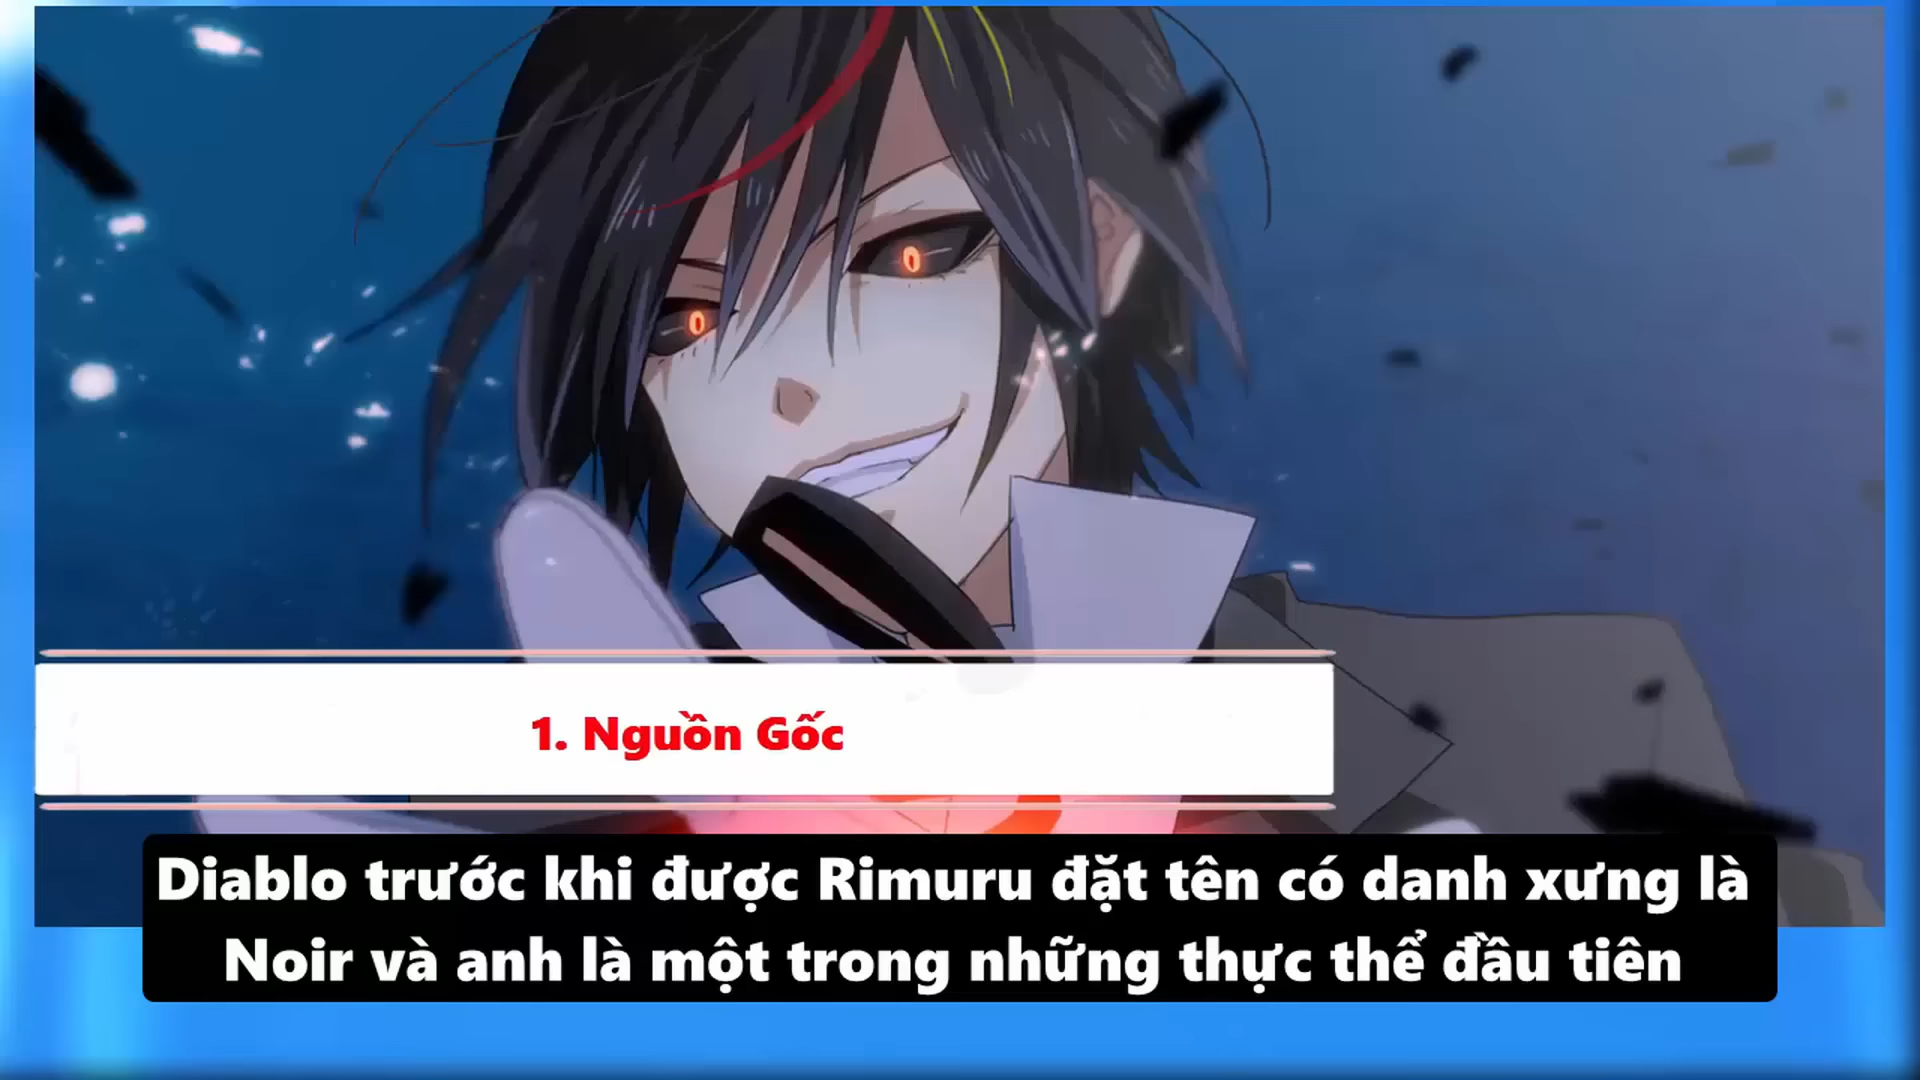 1. Nguồn Gốc
Diablo trước khi được Rimuru đặt tên có danh xưng là
Noir và anh là một trong những thực thể đầu tiên